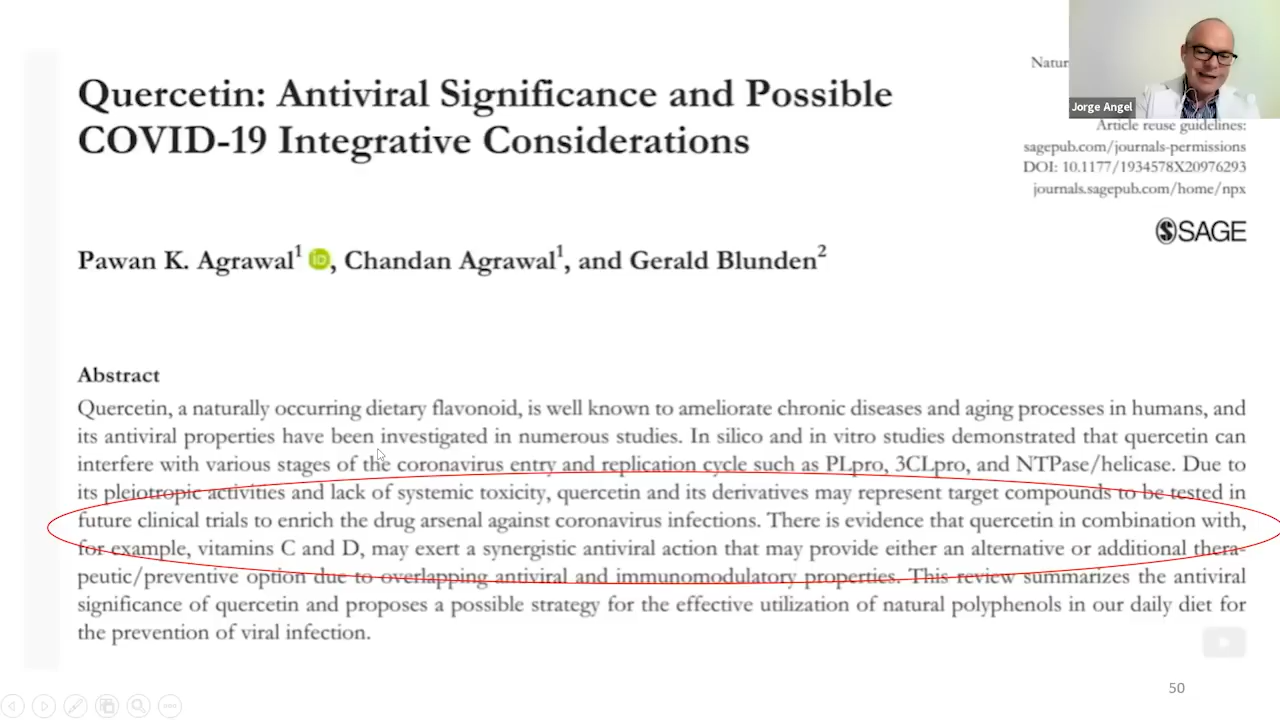 Quercetin: Antiviral Significance and Possible
COVID-19 Integrative Considerations
Natur
Jorge Angel
Article reuse guidelines:
sagepub.com/journals-permissions
DOI: 10.1177/1934578X20976293
journals.sagepub.com/home/npx
SAGE
Pawan K. Agrawal1 iD, Chandan Agrawal1, and Gerald Blunden2
Abstract
Quercetin, a naturally occurring dietary flavonoid, is well known to ameliorate chronic diseases and aging processes in humans, and
its antiviral properties have been investigated in numerous studies. In silico and in vitro studies demonstrated that quercetin can
interfere with various stages of the coronavirus entry and replication cycle such as PLpro, 3CLpro, and NTPase/helicase. Due to
its pleiotropic activities and lack of systemic toxicity, quercetin and its derivatives may represent target compounds to be tested in
future clinical trials to enrich the drug arsenal against coronavirus infections. There is evidence that quercetin in combination with,
for example, vitamins C and D, may exert a synergistic antiviral action that may provide either an alternative or additional thera-
peutic/preventive option due to overlapping antiviral and immunomodulatory properties. This review summarizes the antiviral
significance of quercetin and proposes a possible strategy for the effective utilization of natural polyphenols in our daily diet for
the prevention of viral infection.
50